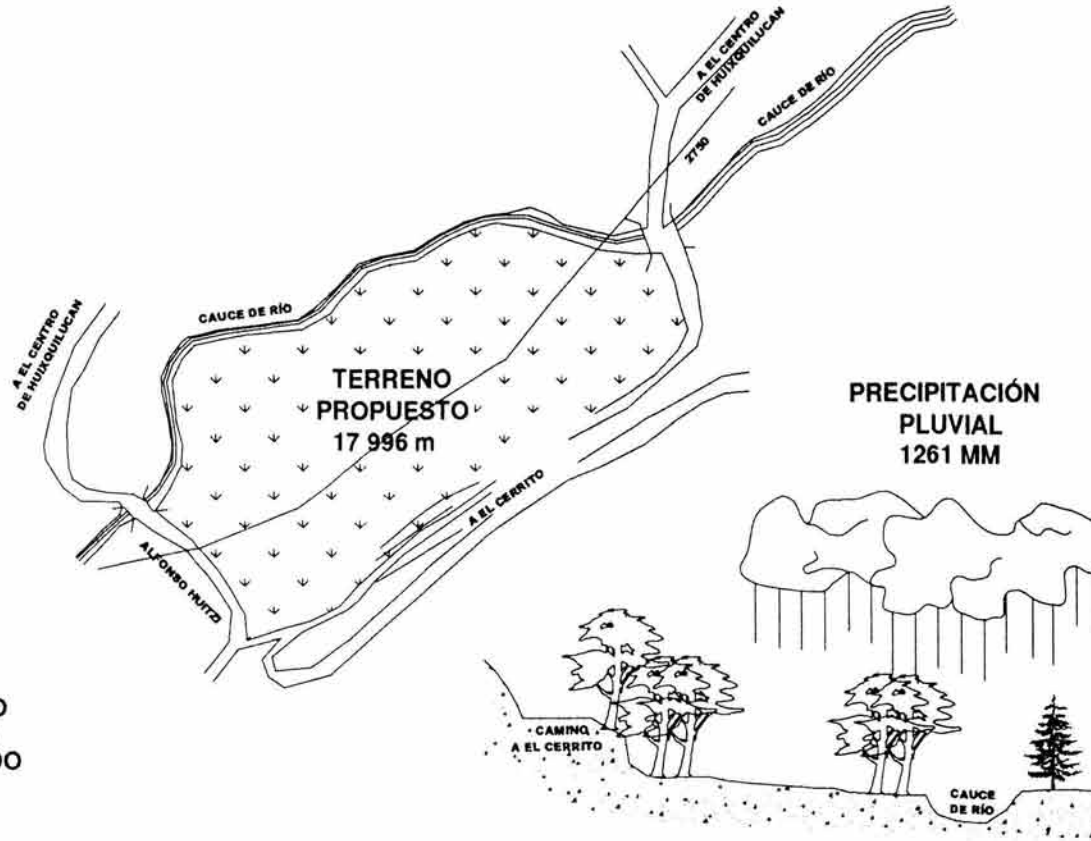 A EL CENTRO
DE HUIXQUILUCAN
CAUCE DE RÍO
2750
CAUCE DE RÍO
A EL CENTRO
DE HUIXQUILUCAN
TERRENO
PROPUESTO
17 996 m
A EL CERRITO
ALFONSO HUITZI
PRECIPITACIÓN
PLUVIAL
1261 MM
CAMINO
A EL CERRITO
CAUCE
DE RÍO